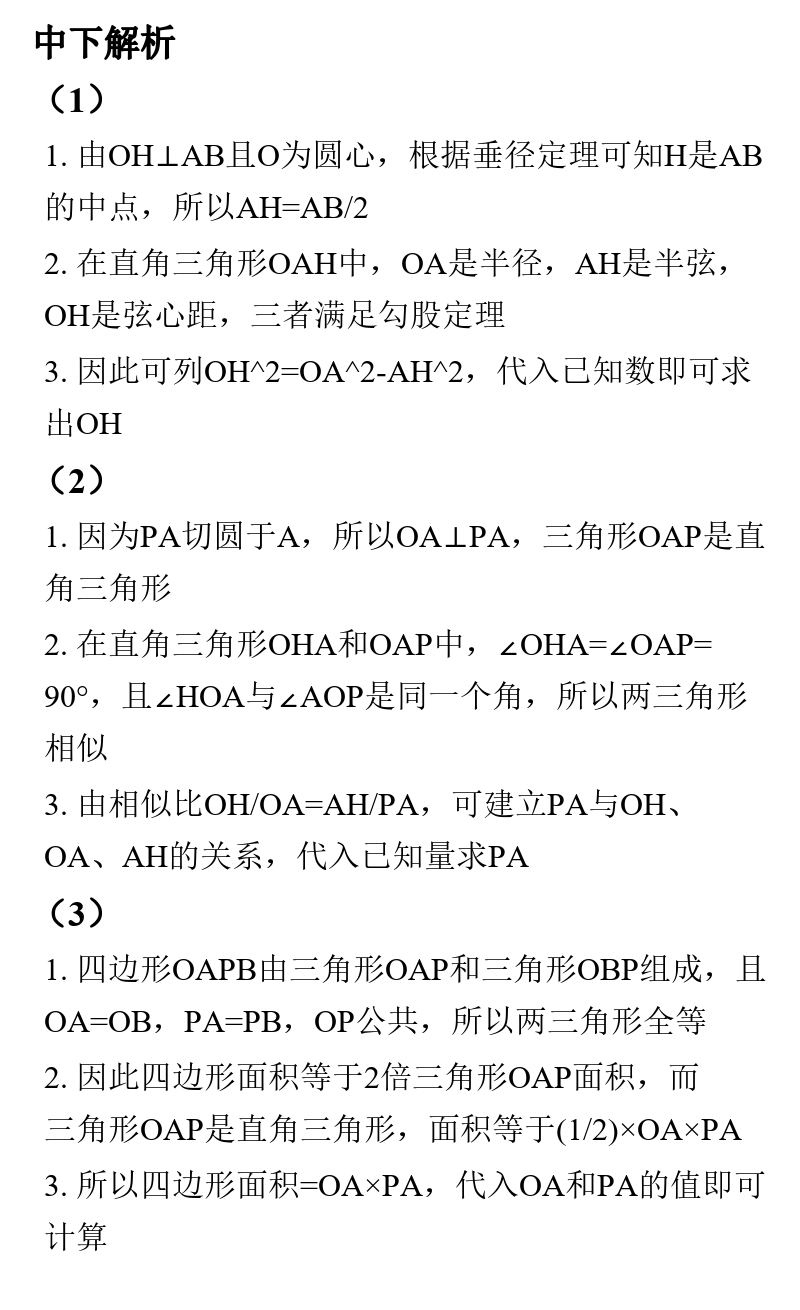 中下解析
（1）
1. 由OH⊥AB且O为圆心，根据垂径定理可知H是AB
的中点，所以AH=AB/2
2. 在直角三角形OAH中，OA是半径，AH是半弦，
OH是弦心距，三者满足勾股定理
3. 因此可列OH^2=OA^2-AH^2，代入已知数即可求
出OH
（2）
1. 因为PA切圆于A，所以OA⊥PA，三角形OAP是直
角三角形
2. 在直角三角形OHA和OAP中，∠OHA=∠OAP=
90°，且∠HOA与∠AOP是同一个角，所以两三角形
相似
3. 由相似比OH/OA=AH/PA，可建立PA与OH、
OA、AH的关系，代入已知量求PA
（3）
1. 四边形OAPB由三角形OAP和三角形OBP组成，且
OA=OB，PA=PB，OP公共，所以两三角形全等
2. 因此四边形面积等于2倍三角形OAP面积，而
三角形OAP是直角三角形，面积等于(1/2)×OA×PA
3. 所以四边形面积=OA×PA，代入OA和PA的值即可
计算